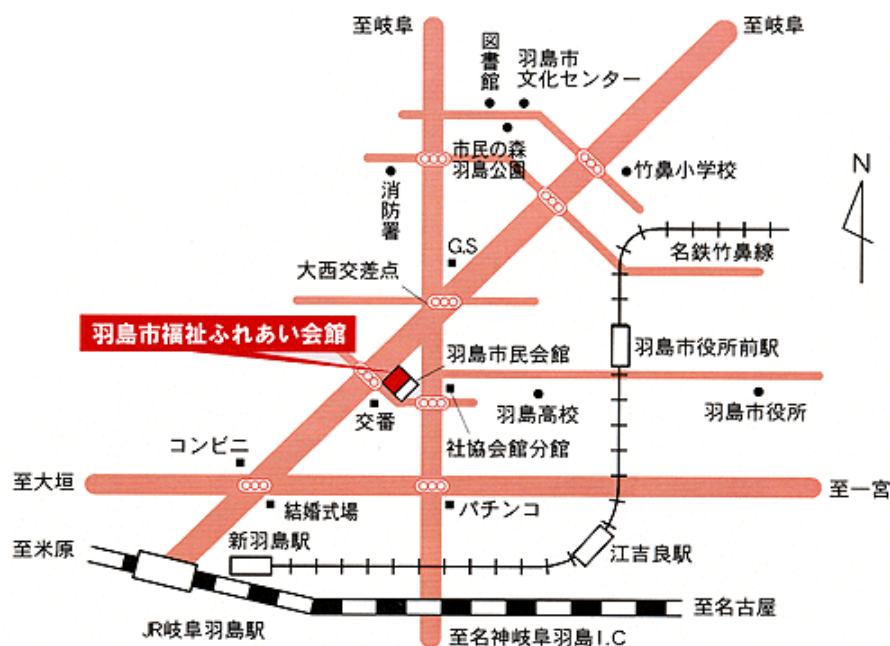 至岐阜
至岐阜
図書館
羽島市
文化センター
市民の森
羽島公園
竹鼻小学校
消防署
N
G.S
名鉄竹鼻線
大西交差点
羽島市福祉ふれあい会館
羽島市民会館
羽島市役所前駅
交番
羽島高校
羽島市役所
社協会館分館
コンビニ
至大垣
至一宮
結婚式場
パチンコ
新羽島駅
至米原
江吉良駅
至名古屋
JR岐阜羽島駅
至名神岐阜羽島I.C